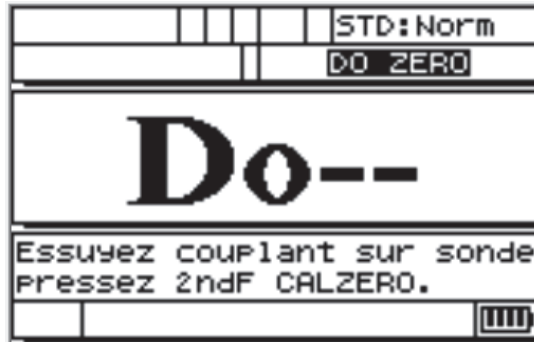 STD:Norm
DO ZERO
Do--
Essuyez couplant sur sonde
pressez 2ndF CALZERO.